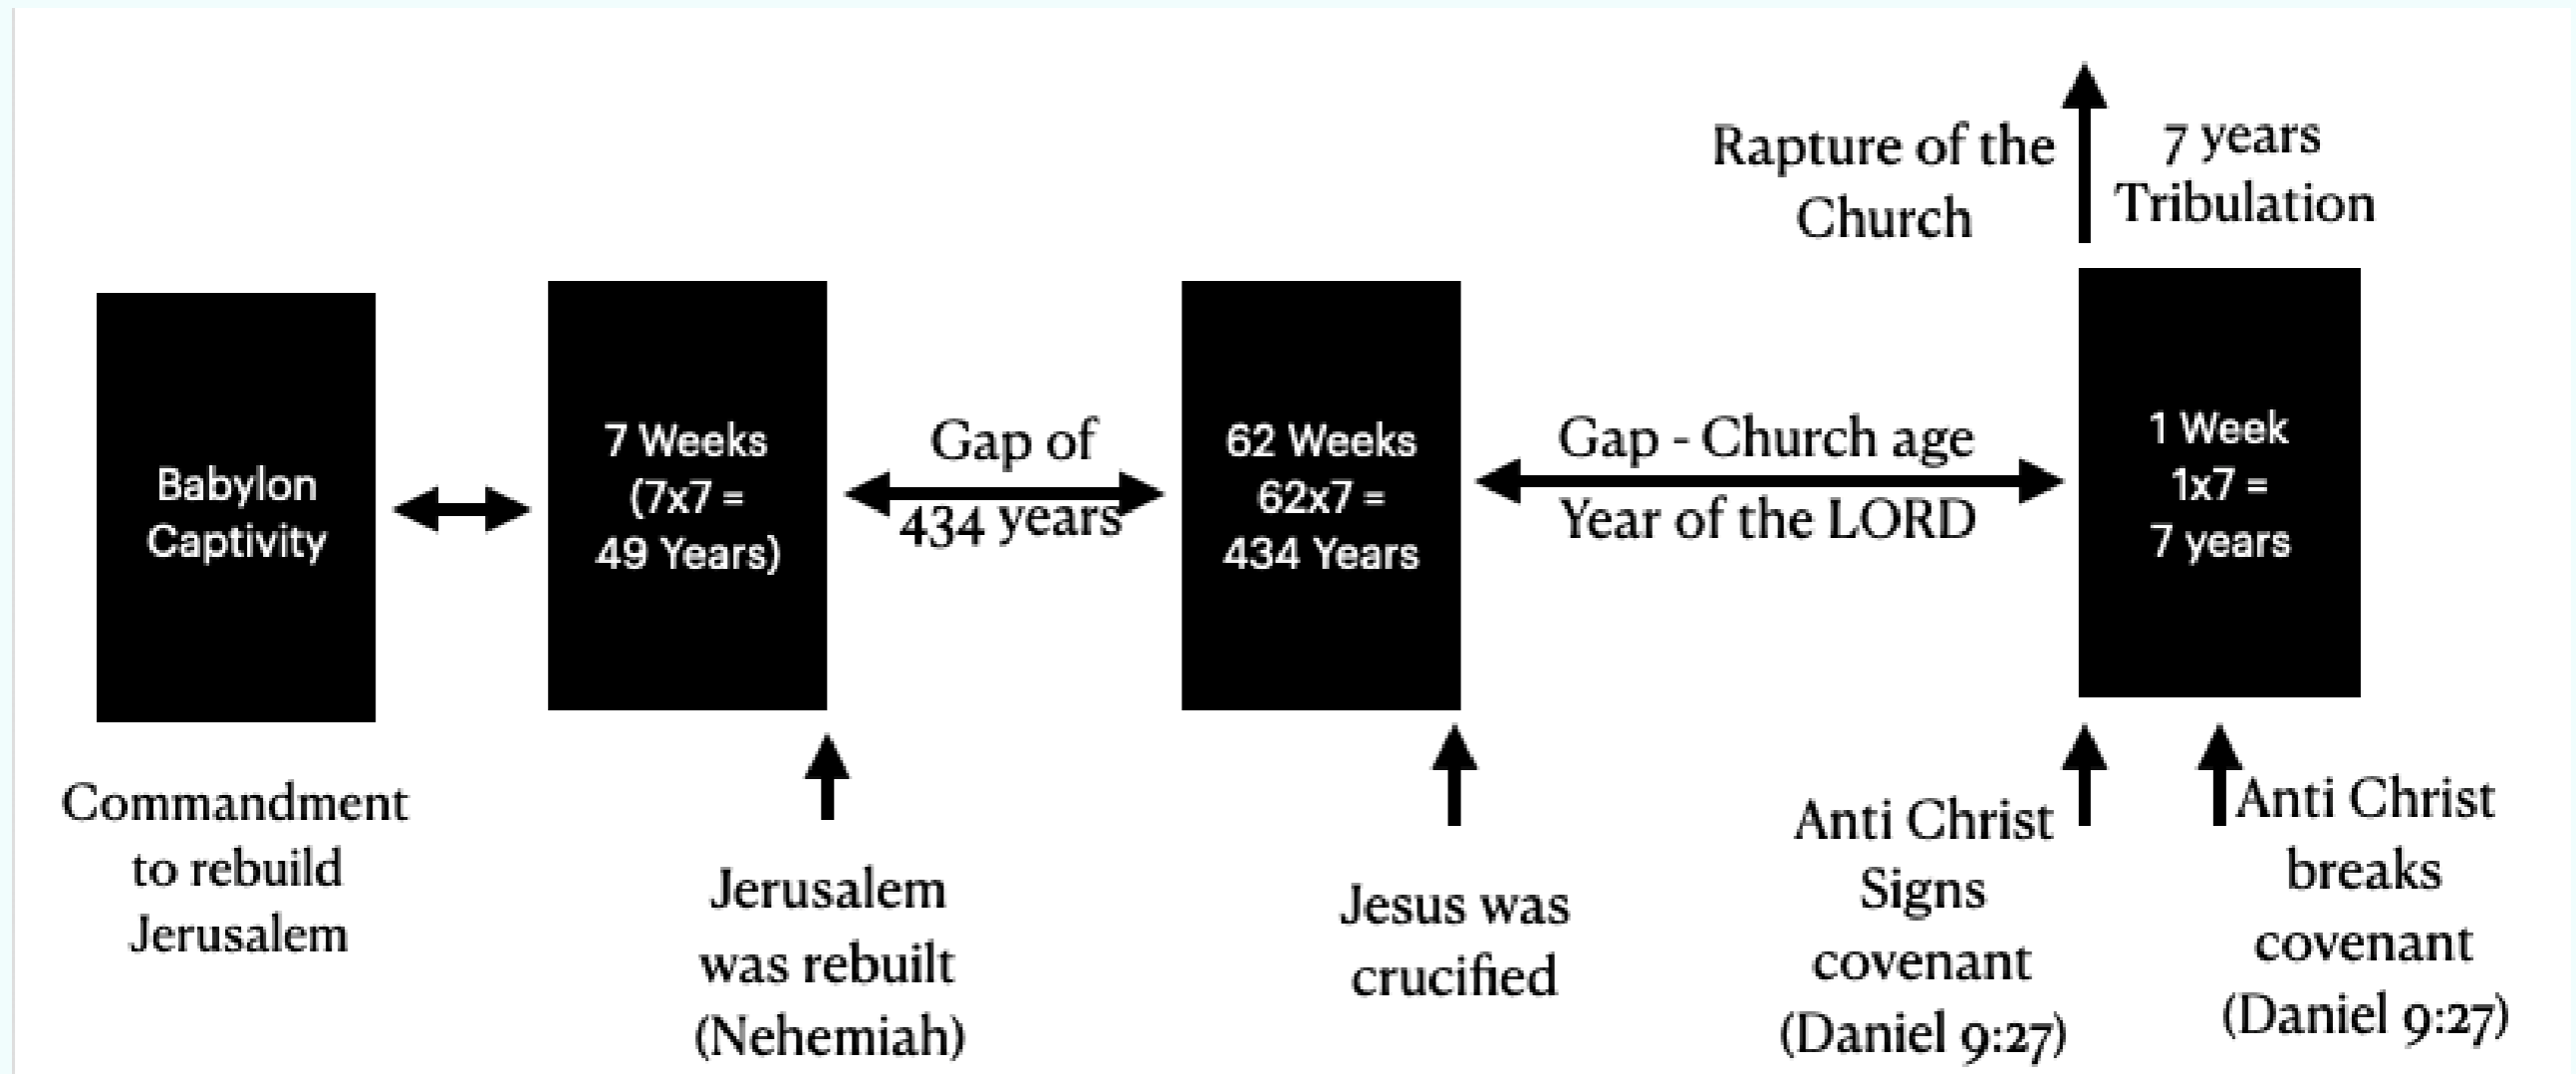 Rapture of the
Church
7 years
Tribulation
Babylon
Captivity
7 Weeks
(7x7 =
49 Years)
Gap of
434 years
62 Weeks
62x7 =
434 Years
Gap - Church age
Year of the LORD
1 Week
1x7 =
7 years
Commandment
to rebuild
Jerusalem
Jerusalem
was rebuilt
(Nehemiah)
Jesus was
crucified
Anti Christ
Signs
covenant
(Daniel 9:27)
Anti Christ
breaks
covenant
(Daniel 9:27)